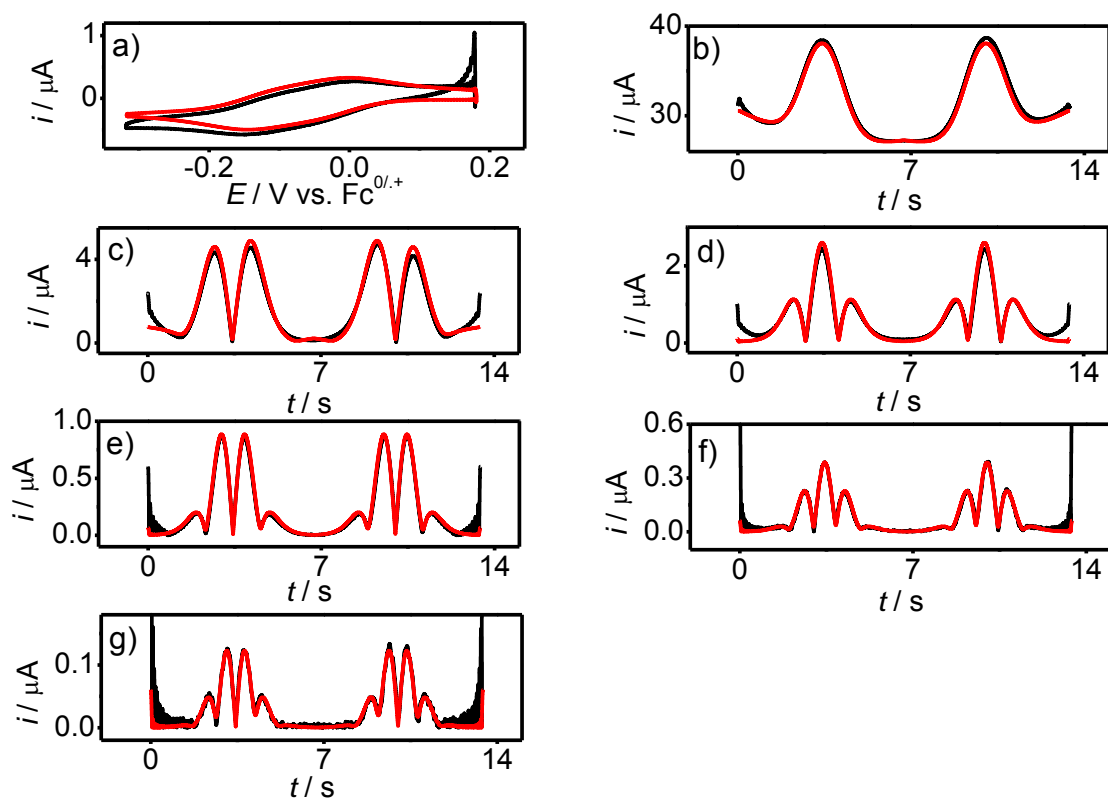 a)
1
0
i / μA
-0.2 0.0 0.2
E / V vs. Fc⁰/.⁺
b)
40
30
i / μA
0 7 14
t / s
c)
4
0
i / μA
0 7 14
t / s
d)
2
0
i / μA
0 7 14
t / s
e)
1.0
0.5
0.0
i / μA
0 7 14
t / s
f)
0.6
0.3
0.0
i / μA
0 7 14
t / s
g)
0.1
0.0
i / μA
0 7 14
t / s